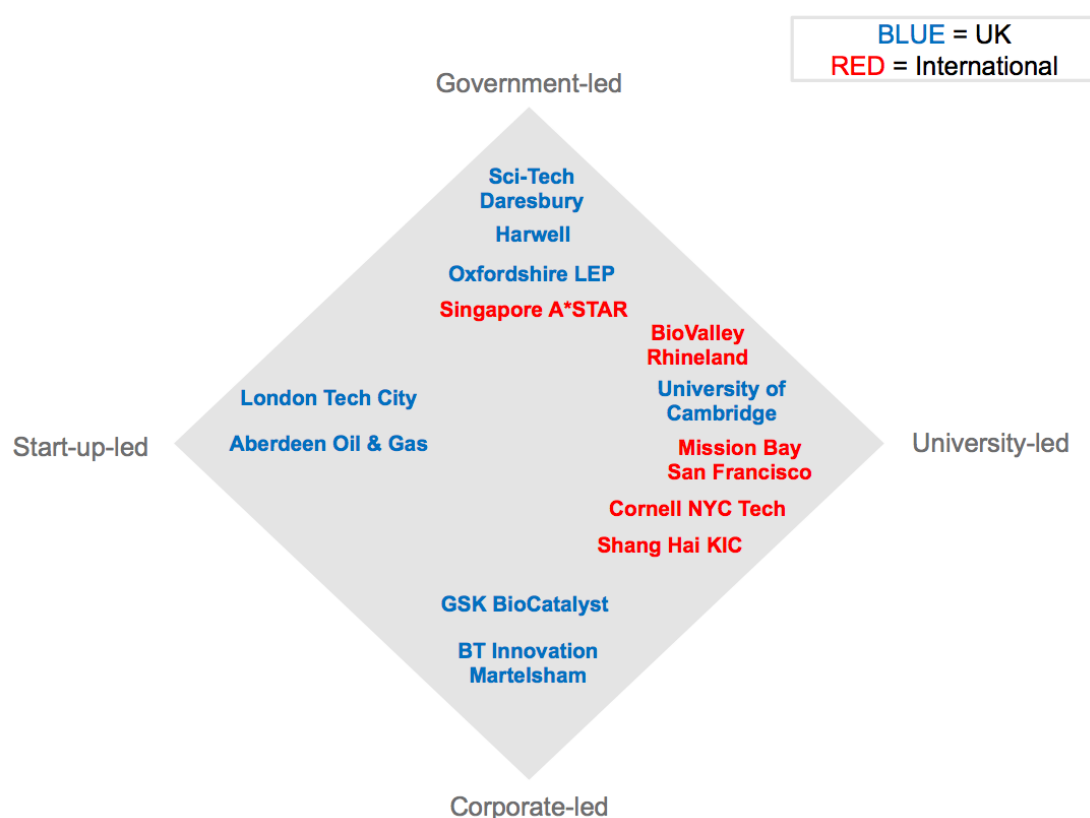 BLUE = UK
RED = International
Government-led
Sci-Tech
Daresbury
Harwell
Oxfordshire LEP
Singapore A*STAR
BioValley
Rhineland
University of
Cambridge
London Tech City
Aberdeen Oil & Gas
Start-up-led
University-led
Mission Bay
San Francisco
Cornell NYC Tech
Shang Hai KIC
GSK BioCatalyst
BT Innovation
Martelsham
Corporate-led